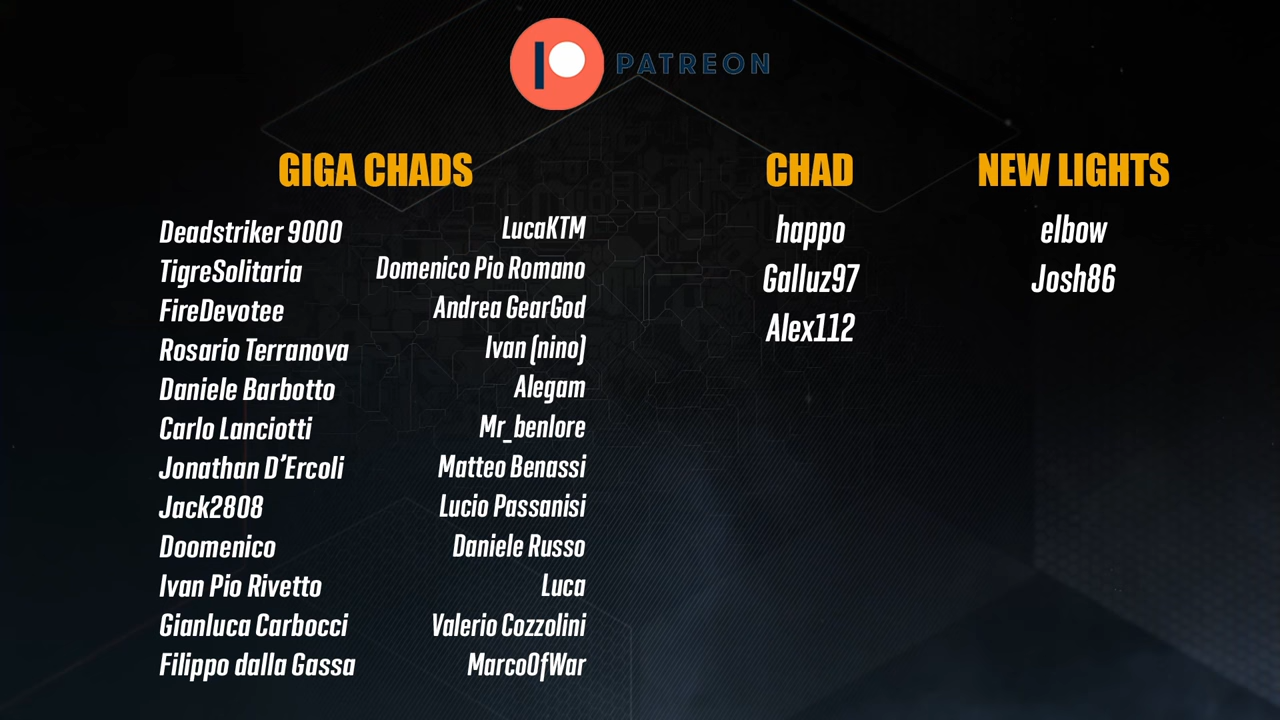 PATREON
GIGA CHADS
Deadstriker 9000
TigreSolitaria
FireDevotee
Rosario Terranova
Daniele Barbotto
Carlo Lanciotti
Jonathan D'Ercoli
Jack2808
Doomenico
Ivan Pio Rivetto
Gianluca Carbocci
Filippo dalla Gassa
LucaKTM
Domenico Pio Romano
Andrea GearGod
Ivan (nino)
Alegam
Mr_benlore
Matteo Benassi
Lucio Passanisi
Daniele Russo
Luca
Valerio Cozzolini
MarcoOfWar
CHAD
happo
Galluz97
Alex112
NEW LIGHTS
elbow
Josh86